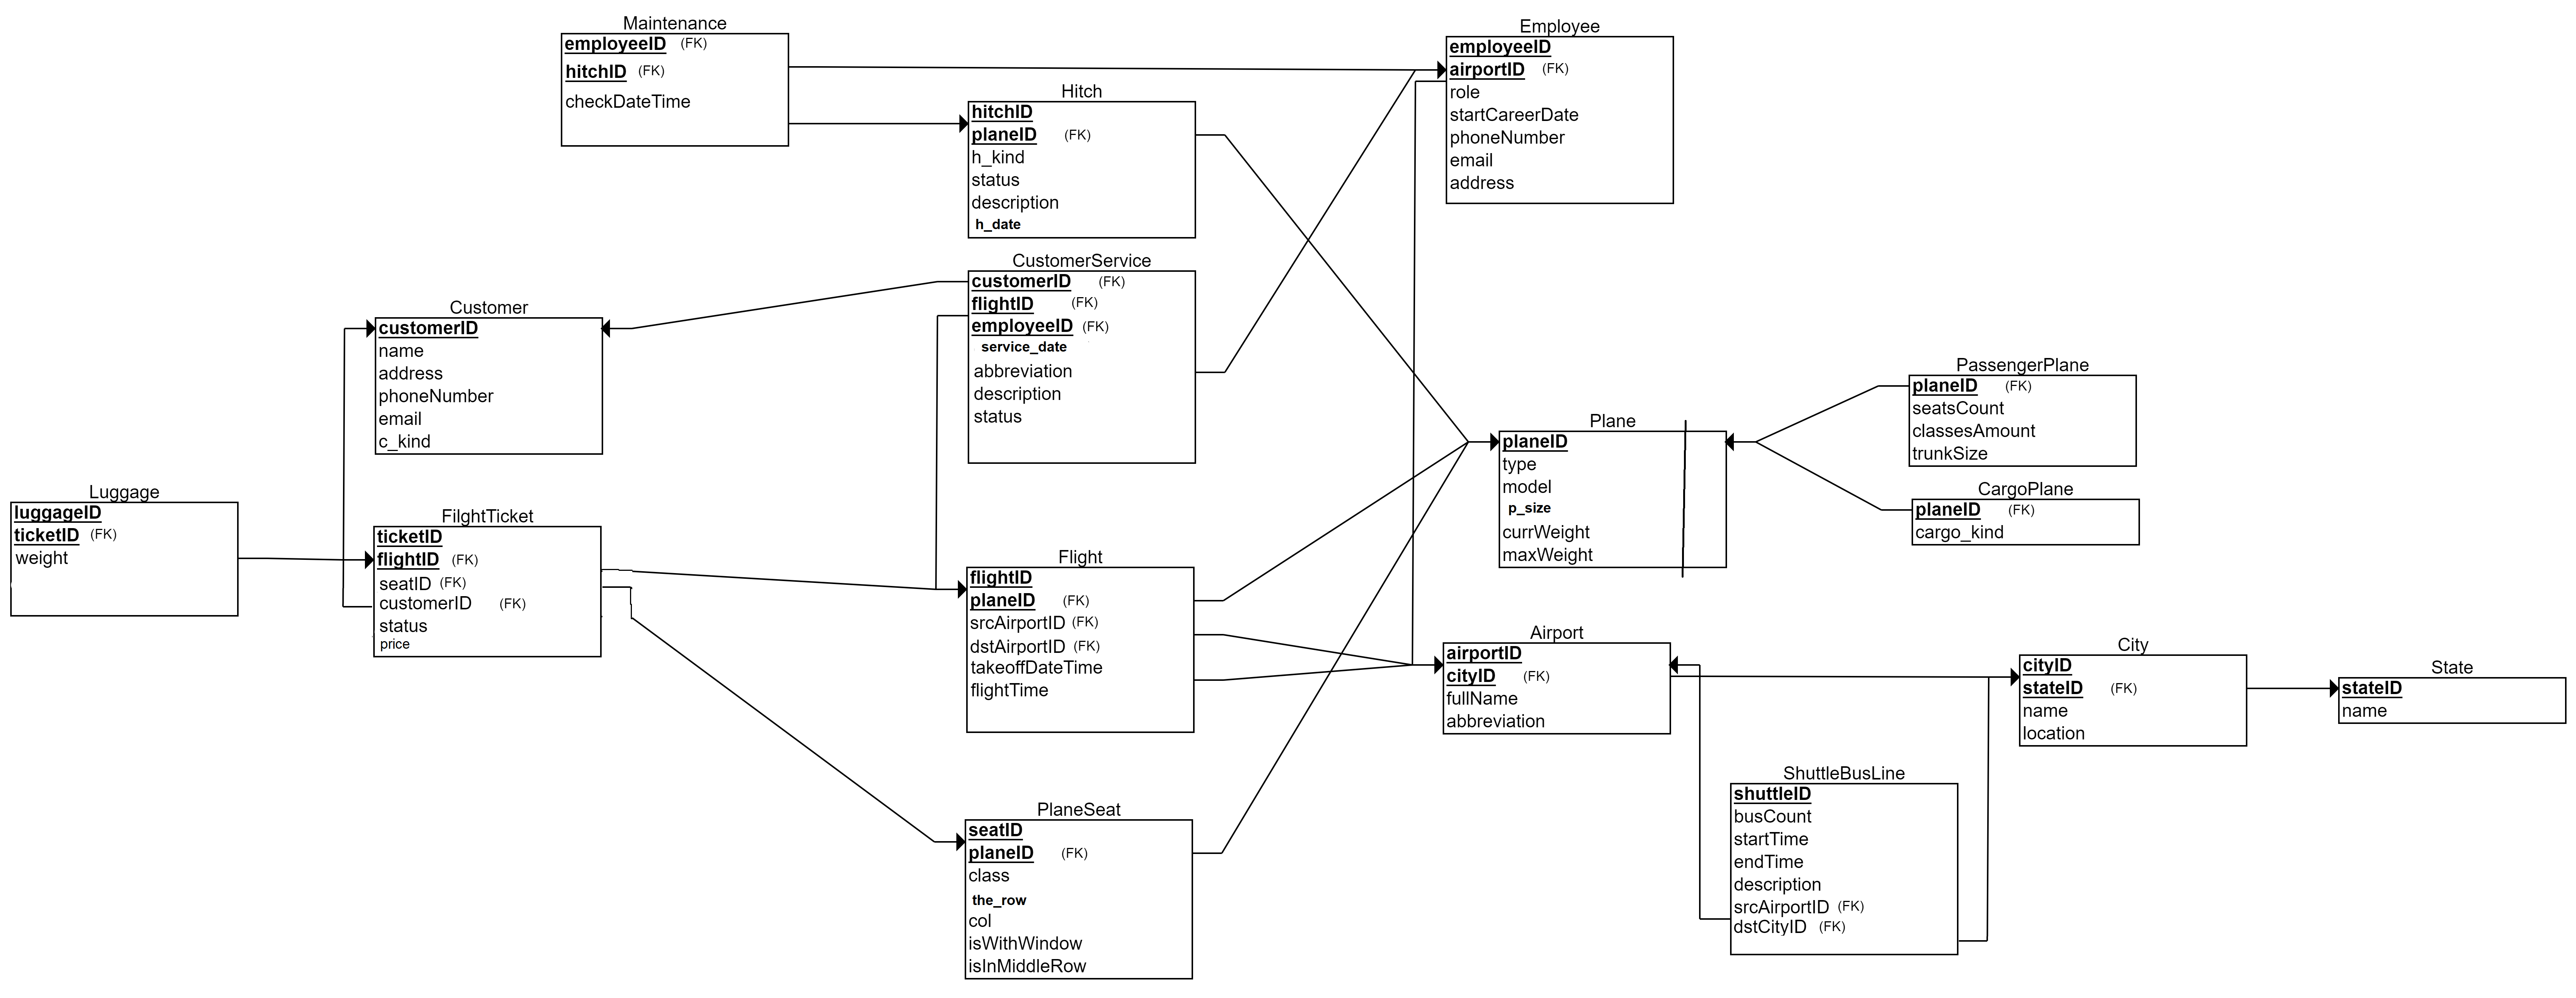 Maintenance
employeeID (FK)
hitchID (FK)
checkDateTime
Employee
employeeID
airportID (FK)
role
startCareerDate
phoneNumber
email
address
Hitch
hitchID
planeID (FK)
h_kind
status
description
h_date
CustomerService
customerID (FK)
flightID (FK)
employeeID (FK)
service_date
abbreviation
description
status
Customer
customerID
name
address
phoneNumber
email
c_kind
PassengerPlane
planeID (FK)
seatsCount
classesAmount
trunkSize
Plane
planeID
type
model
p_size
currWeight
maxWeight
CargoPlane
planeID (FK)
cargo_kind
Luggage
luggageID
ticketID (FK)
weight
FilghtTicket
ticketID
flightID (FK)
seatID (FK)
customerID (FK)
status
price
Flight
flightID
planeID (FK)
srcAirportID (FK)
dstAirportID (FK)
takeoffDateTime
flightTime
Airport
airportID
cityID (FK)
fullName
abbreviation
City
cityID
stateID (FK)
name
location
State
stateID
name
ShuttleBusLine
shuttleID
busCount
startTime
endTime
description
srcAirportID (FK)
dstCityID (FK)
PlaneSeat
seatID
planeID (FK)
class
the_row
col
isWithWindow
isInMiddleRow